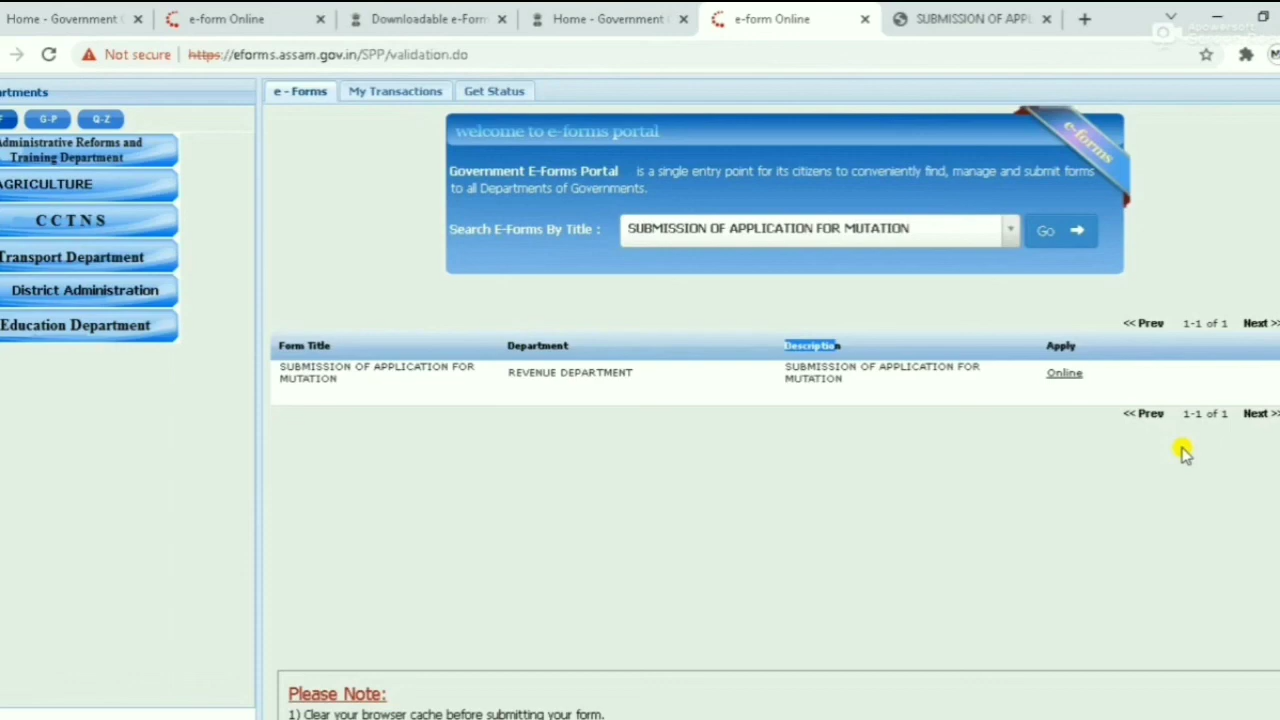 Home - Government
e-form Online
Downloadable e-Form
Home - Government
e-form Online
SUBMISSION OF APPL
Apowersoft
Not secure
https://eforms.assam.gov.in/SPP/validation.do
artments
G-P
Q-Z
Administrative Reforms and
Training Department
AGRICULTURE
C C T N S
Transport Department
District Administration
Education Department
e - Forms
My Transactions
Get Status
welcome to e-forms portal
e-forms
Government E-Forms Portal is a single entry point for its citizens to conveniently find, manage and submit forms
to all Departments of Governments.
Search E-Forms By Title :
SUBMISSION OF APPLICATION FOR MUTATION
Go
<< Prev 1-1 of 1 Next >>
Form Title Department Description Apply
SUBMISSION OF APPLICATION FOR
MUTATION
REVENUE DEPARTMENT
SUBMISSION OF APPLICATION FOR
MUTATION
Online
<< Prev 1-1 of 1 Next >>
Please Note:
1) Clear your browser cache before submitting your form.